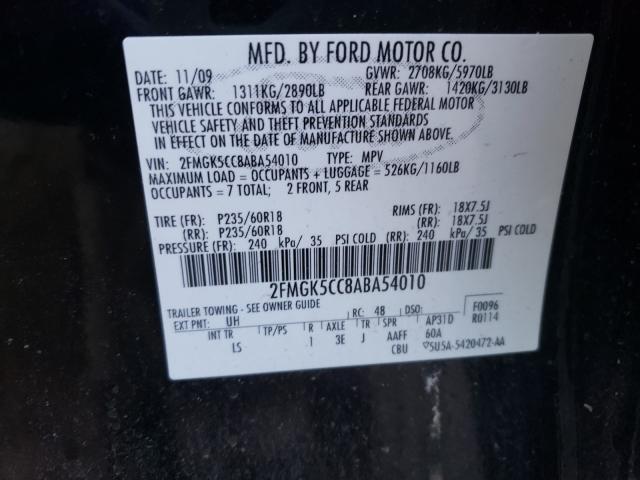 MFD. BY FORD MOTOR CO.
DATE: 11/09 GVWR: 2708KG/5970LB
FRONT GAWR: 1311KG/2890LB REAR GAWR: 1420KG/3130LB
THIS VEHICLE CONFORMS TO ALL APPLICABLE FEDERAL MOTOR
VEHICLE SAFETY AND THEFT PREVENTION STANDARDS
IN EFFECT ON THE DATE OF MANUFACTURE SHOWN ABOVE.
VIN: 2FMGK5CC8ABA54010 TYPE: MPV
MAXIMUM LOAD = OCCUPANTS + LUGGAGE = 526KG/1160LB
OCCUPANTS = 7 TOTAL; 2 FRONT, 5 REAR
TIRE (FR): P235/60R18 RIMS (FR): 18X7.5J
(RR): P235/60R18 (RR): 18X7.5J
PRESSURE (FR): 240 kPa/ 35 PSI COLD (RR): 240 kPa/ 35 PSI COLD
2FMGK5CC8ABA54010
TRAILER TOWING - SEE OWNER GUIDE
EXT PNT: UH RC: 48 DSO: F0096
INT TR TP/PS R AXLE TR SPR AP31D R0114
LS 1 3E J AAFF 60A
CBU 5U5A-5420472-AA